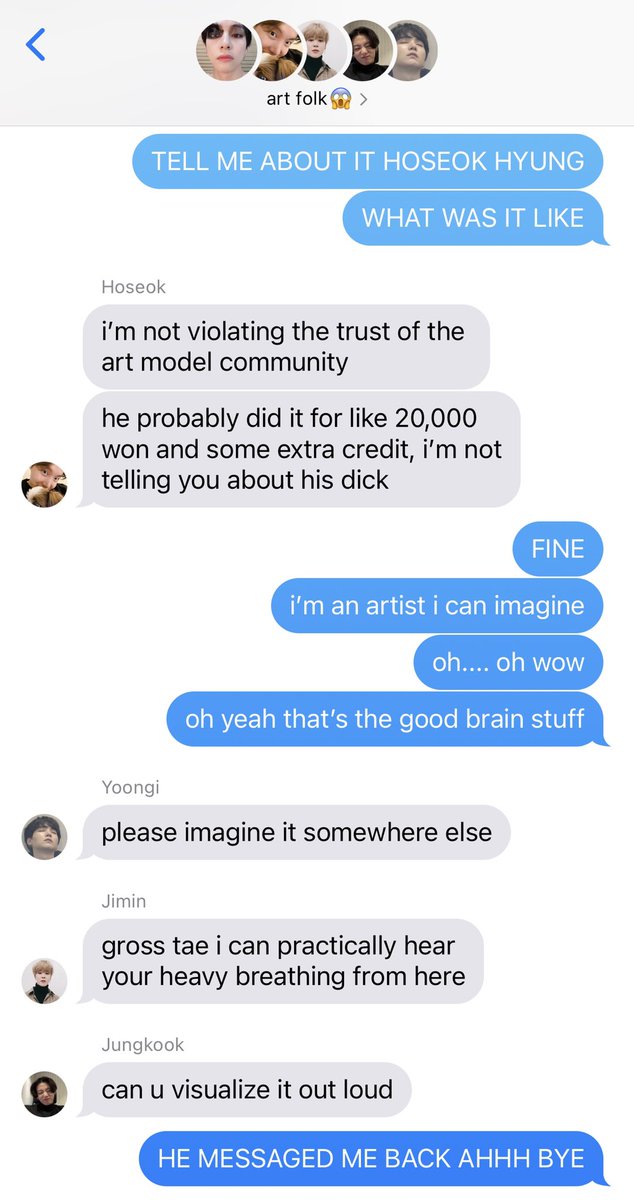 art folk😱 >
TELL ME ABOUT IT HOSEOK HYUNG
WHAT WAS IT LIKE
Hoseok
i’m not violating the trust of the
art model community
he probably did it for like 20,000
won and some extra credit, i’m not
telling you about his dick
FINE
i’m an artist i can imagine
oh.... oh wow
oh yeah that’s the good brain stuff
Yoongi
please imagine it somewhere else
Jimin
gross tae i can practically hear
your heavy breathing from here
Jungkook
can u visualize it out loud
HE MESSAGED ME BACK AHHH BYE